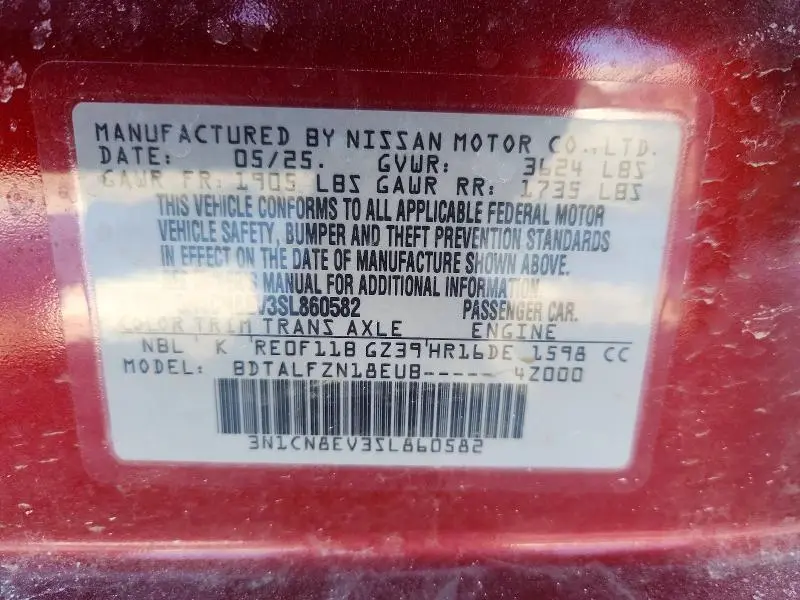 MANUFACTURED BY NISSAN MOTOR CO.,LTD.
DATE: 05/25. GVWR: 3624 LBS
GAWR FR: 1905 LBS GAWR RR: 1735 LBS
THIS VEHICLE CONFORMS TO ALL APPLICABLE FEDERAL MOTOR
VEHICLE SAFETY, BUMPER AND THEFT PREVENTION STANDARDS
IN EFFECT ON THE DATE OF MANUFACTURE SHOWN ABOVE.
MANUAL FOR ADDITIONAL INFORMATION
EV3SL860582 PASSENGER CAR.
COLOR TRIM TRANS AXLE ENGINE
NBL K RE0F11B GZ39 HR16DE 1598 CC
MODEL: BDTALFZN18EUB----- 4Z000
3N1CN8EV3SL860582